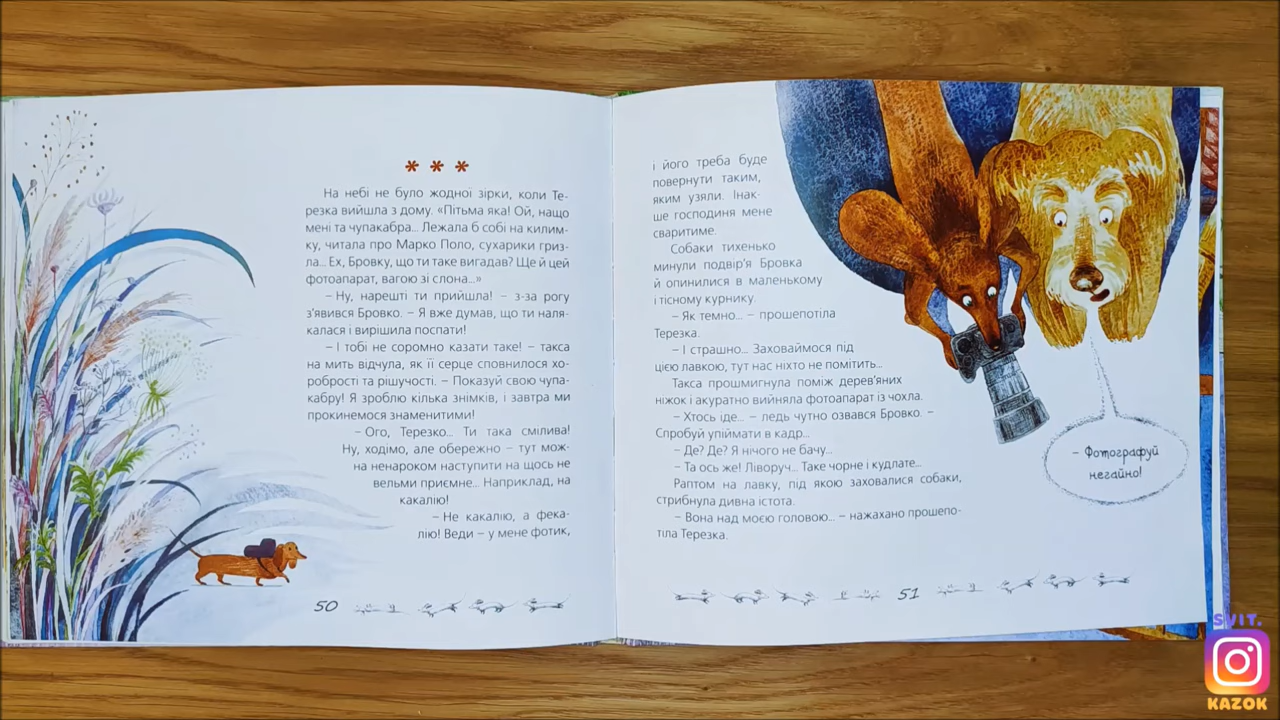 * * *
На небі не було жодної зірки, коли Те-
резка вийшла з дому. «Пітьма яка! Ой, нащо
мені та чупакабра... Лежала б собі на килим-
ку, читала про Марко Поло, сухарики гриз-
ла... Ех, Бровку, що ти таке вигадав? Ще й цей
фотоапарат, вагою зі слона...»
– Ну, нарешті ти прийшла! – з-за рогу
з'явився Бровко. – Я вже думав, що ти наля-
калася і вирішила поспати!
– І тобі не соромно казати таке! – такса
на мить відчула, як її серце сповнилося хо-
робрості та рішучості. – Показуй свою чупа-
кабру! Я зроблю кілька знімків, і завтра ми
прокинемося знаменитими!
– Ого, Терезко... Ти така смілива!
Ну, ходімо, але обережно – тут мож-
на ненароком наступити на щось не
вельми приємне... Наприклад, на
какалію!
– Не какалію, а фека-
лію! Веди – у мене фотик,
50
і його треба буде
повернути таким,
яким узяли. Інак-
ше господиня мене
сваритиме.
Собаки тихенько
минули подвір'я Бровка
й опинилися в маленькому
і тісному курнику.
– Як темно... – прошепотіла
Терезка.
– І страшно... Заховаймося під
цією лавкою, тут нас ніхто не помітить...
Такса прошмигнула поміж дерев'яних
ніжок і акуратно вийняла фотоапарат із чохла.
– Хтось іде... – ледь чутно озвався Бровко. –
Спробуй упіймати в кадр...
– Де? Де? Я нічого не бачу...
– Та ось же! Ліворуч... Таке чорне і кудлате...
Раптом на лавку, під якою заховалися собаки,
стрибнула дивна істота.
– Вона над моєю головою... – нажахано прошепо-
тіла Терезка.
51
– Фотографуй
негайно!
SVIT.
KAZOK